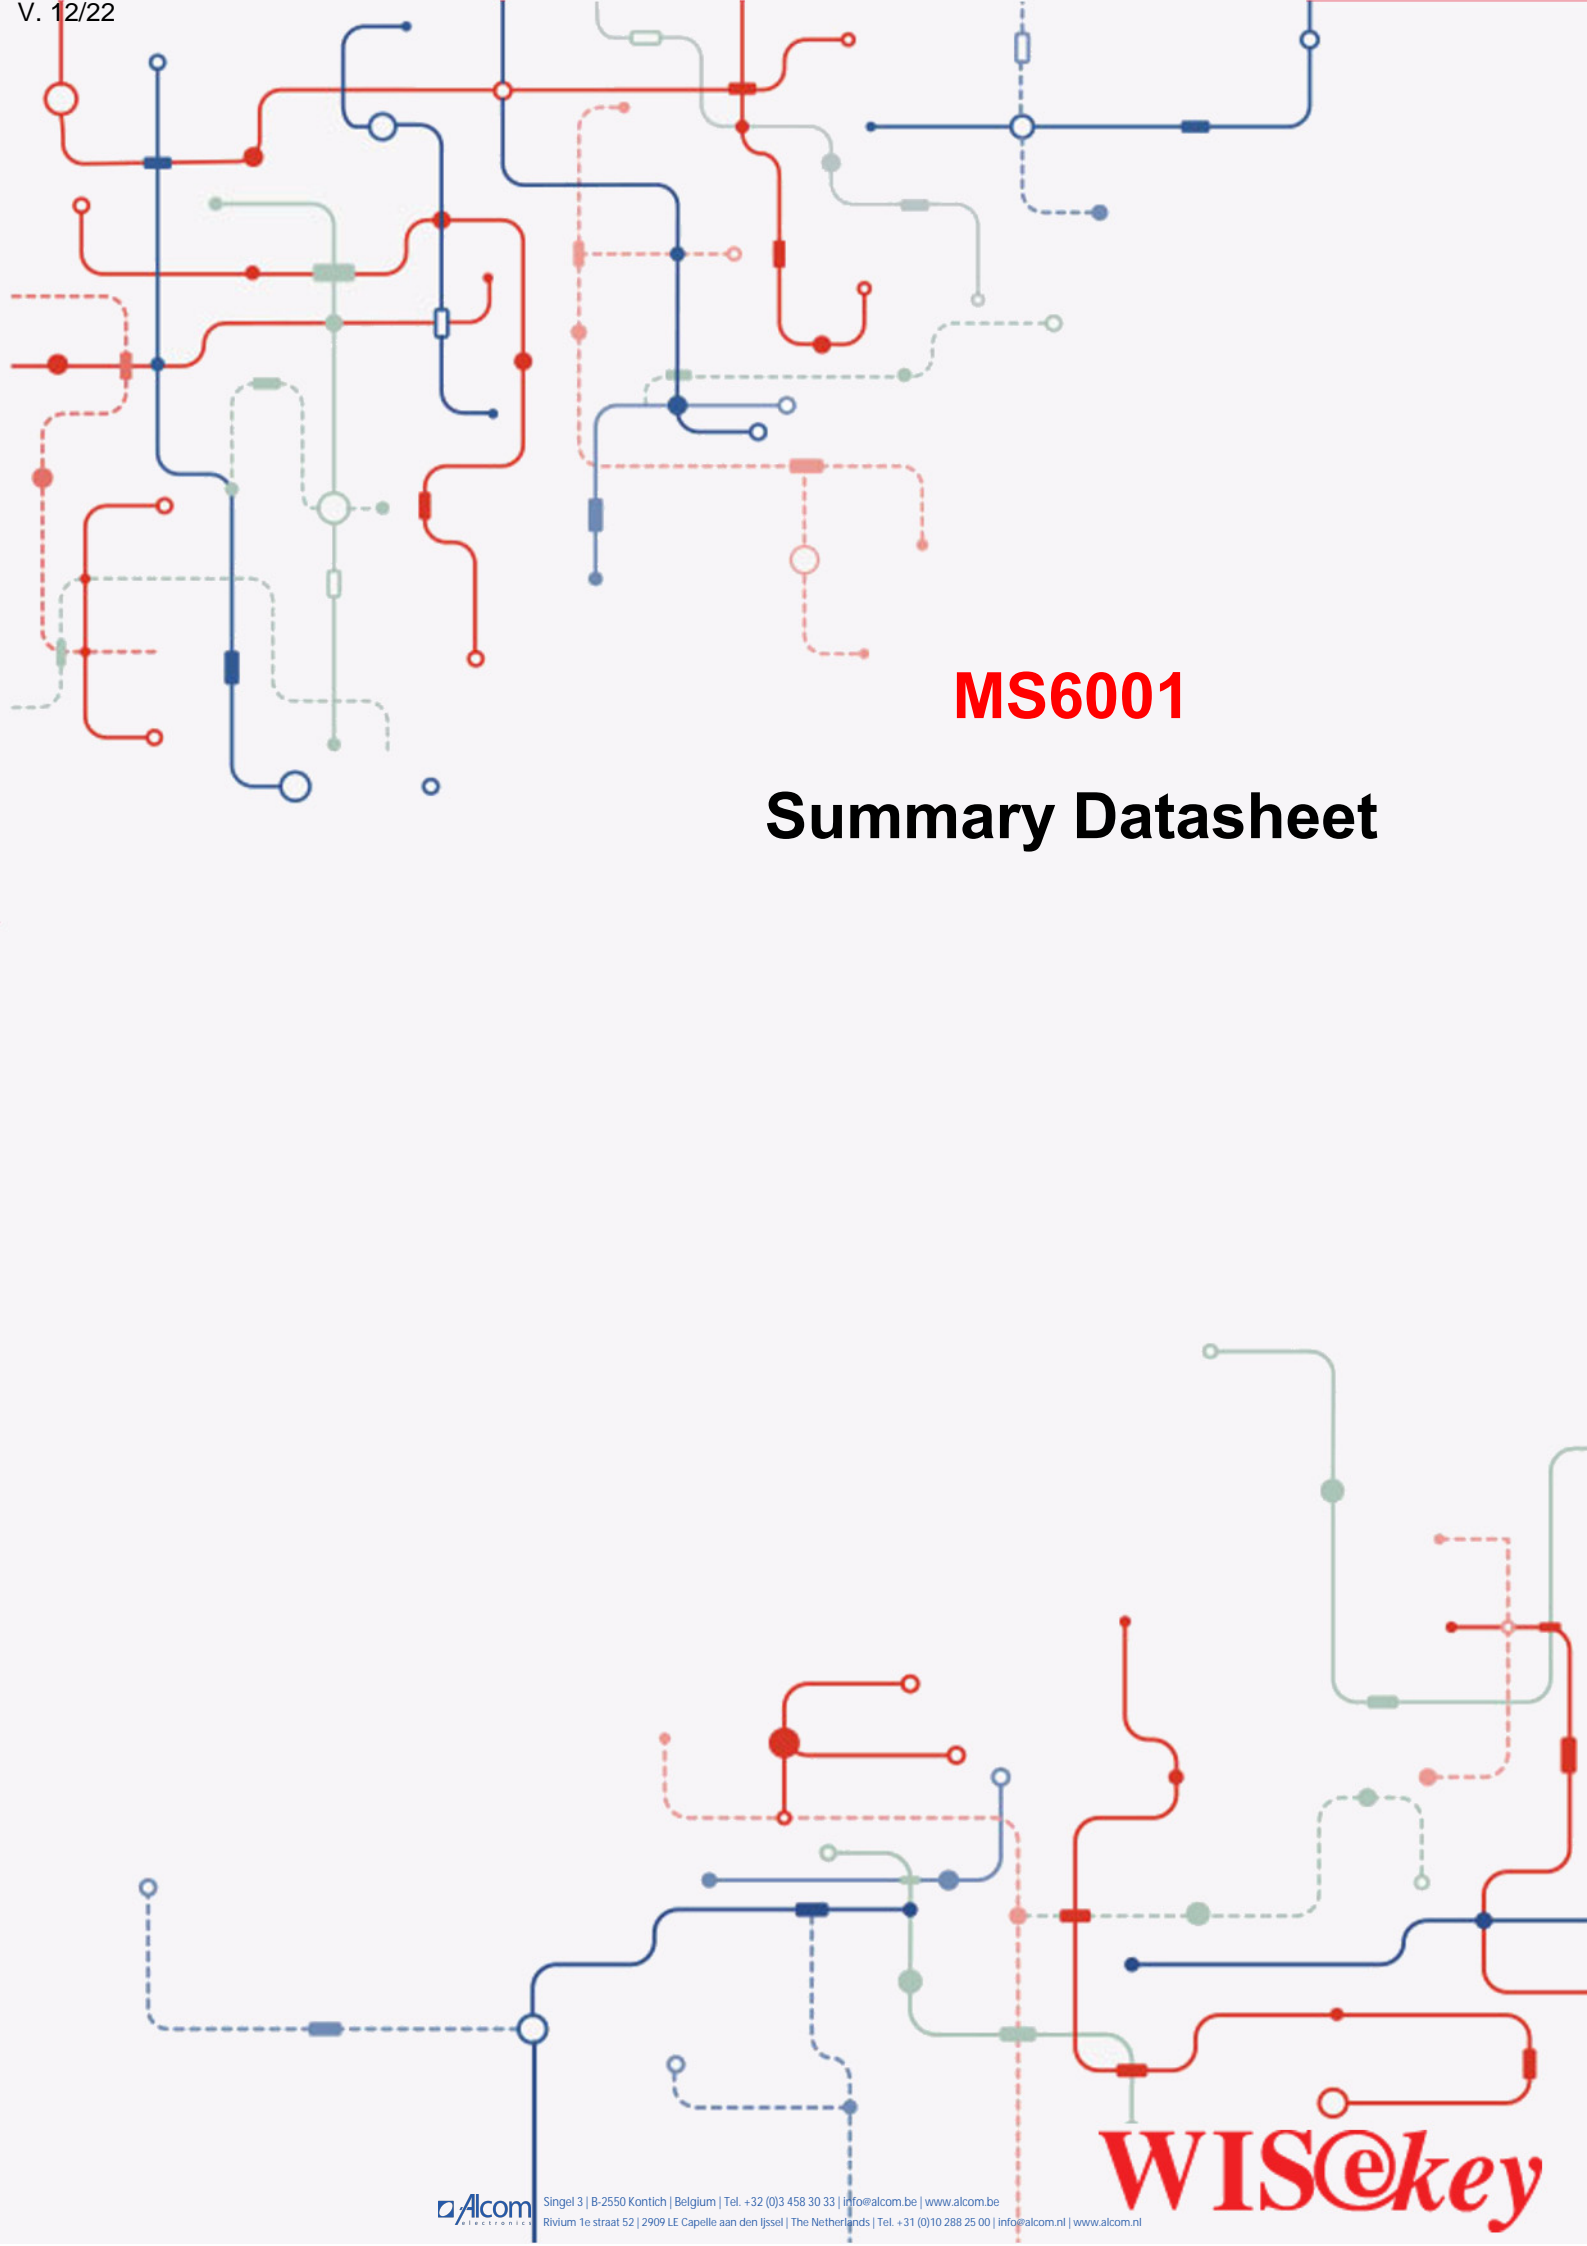 V. 12/22
MS6001
Summary Datasheet
WISekey
Alcom
electronics
Singel 3 | B-2550 Kontich | Belgium | Tel. +32 (0)3 458 30 33 | info@alcom.be | www.alcom.be
Rivium 1e straat 52 | 2909 LE Capelle aan den Ijssel | The Netherlands | Tel. +31 (0)10 288 25 00 | info@alcom.nl | www.alcom.nl